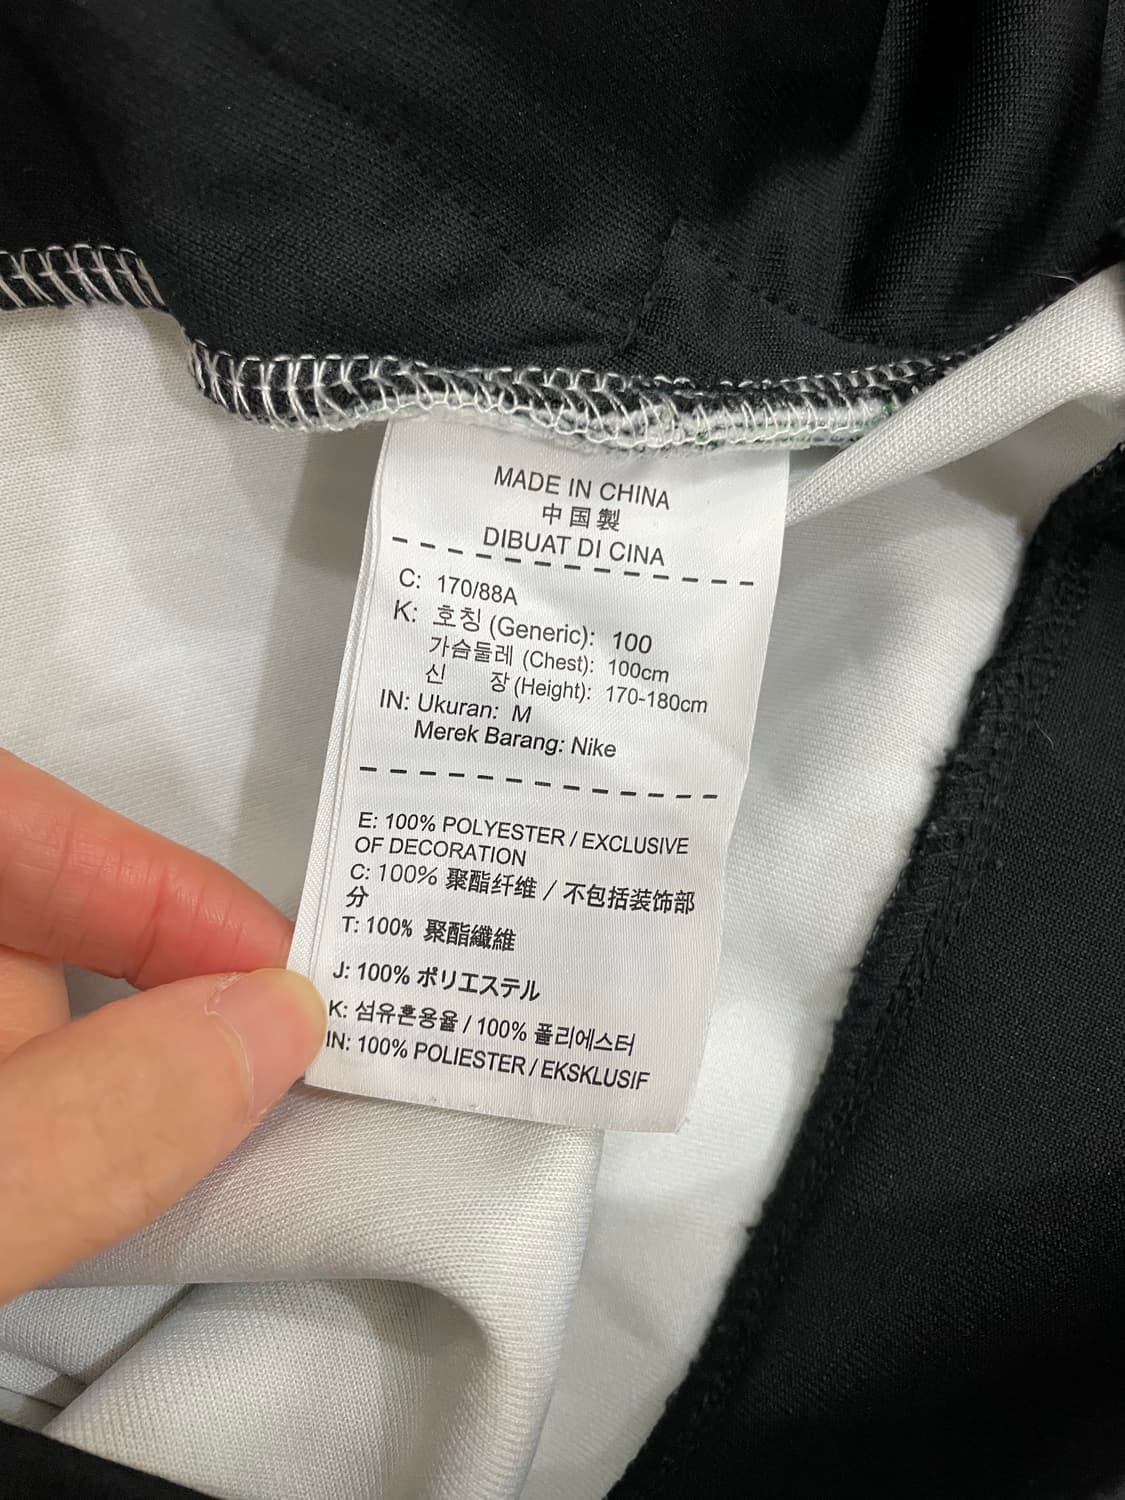 MADE IN CHINA
中国製
DIBUAT DI CINA
C: 170/88A
K: 호칭 (Generic): 100
가슴둘레 (Chest): 100cm
신 장 (Height): 170-180cm
IN: Ukuran: M
Merek Barang: Nike
E: 100% POLYESTER / EXCLUSIVE
OF DECORATION
C: 100% 聚酯纤维 / 不包括装饰部
分
T: 100% 聚酯纖維
J: 100% ポリエステル
K: 섬유혼용율 / 100% 폴리에스터
IN: 100% POLIESTER / EKSKLUSIF